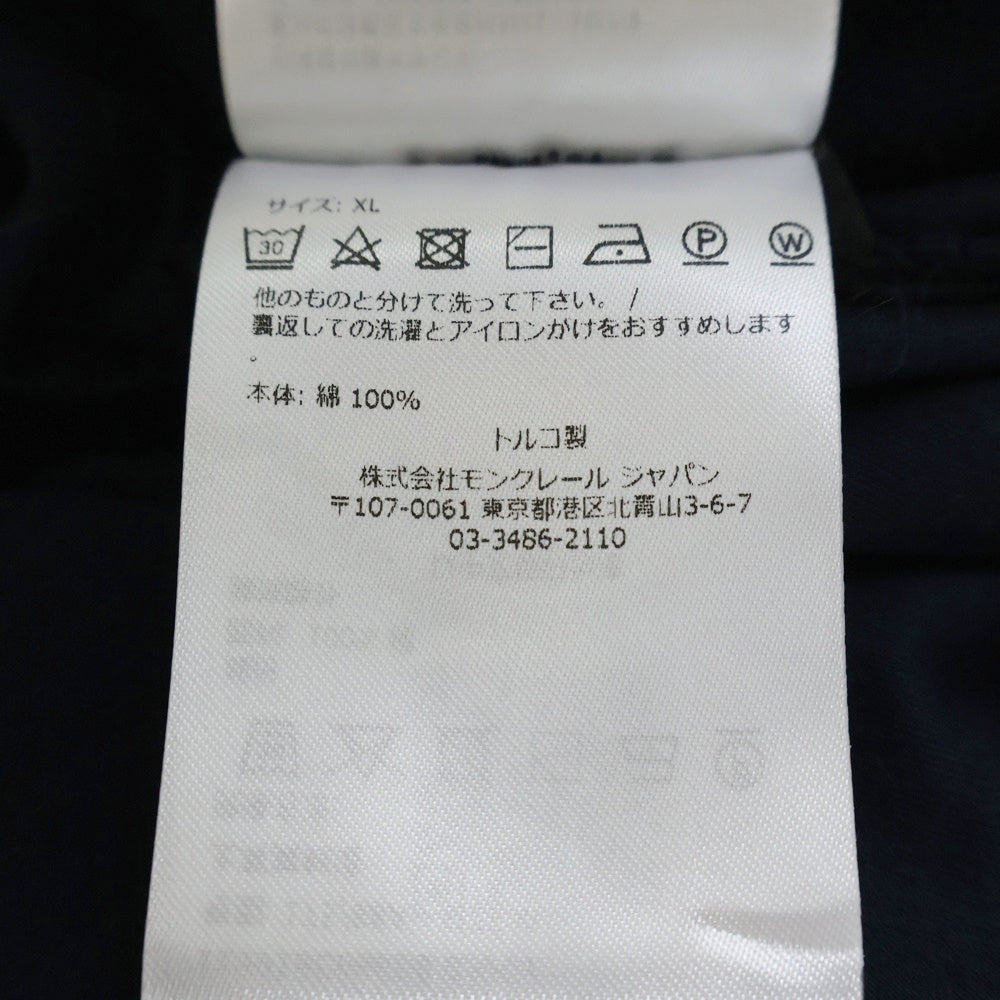 サイズ: XL
30 P W
他のものと分けて洗って下さい。 /
裏返しての洗濯とアイロンがけをおすすめします
。
本体: 綿 100%
トルコ製
株式会社モンクレール ジャパン
〒107-0061 東京都港区北青山3-6-7
03-3486-2110